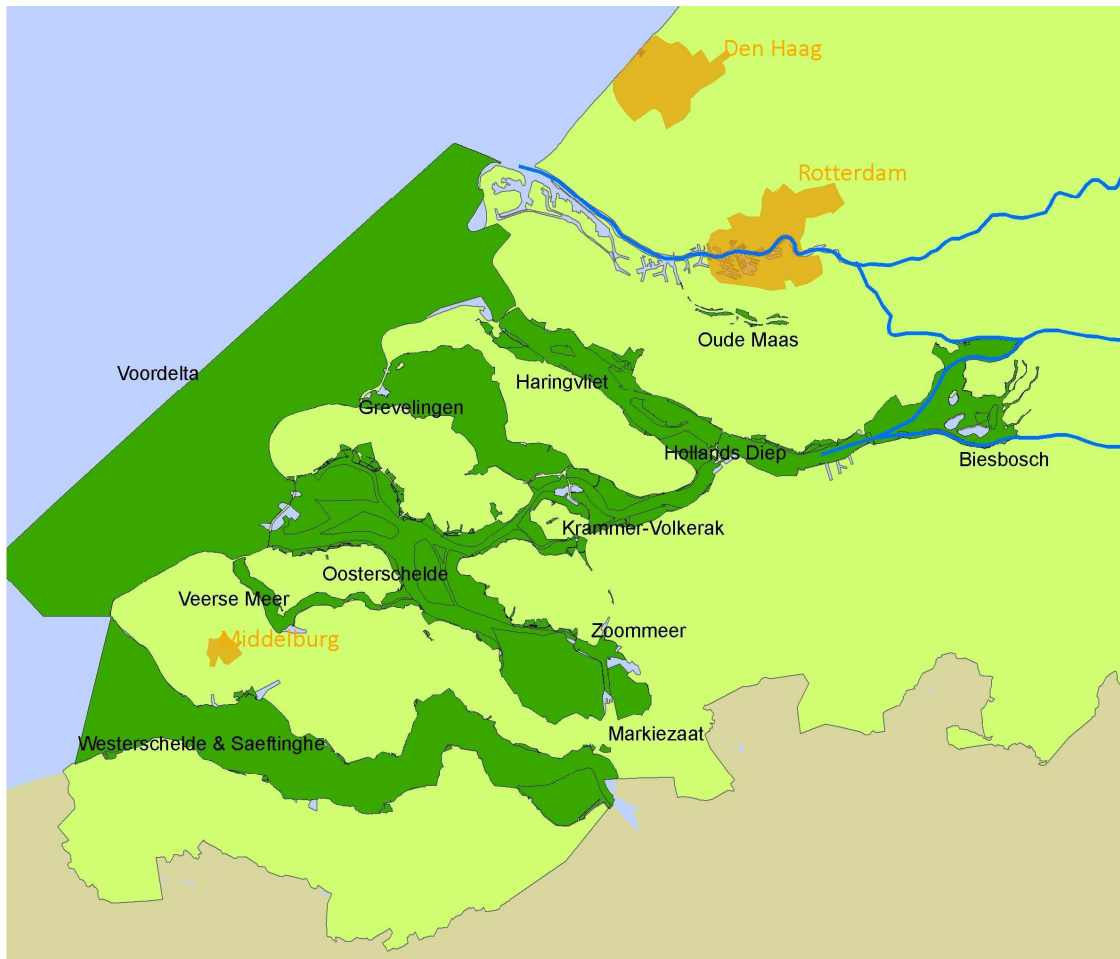 Den Haag
Rotterdam
Oude Maas
Voordelta
Haringvliet
Grevelingen
Hollands Diep
Biesbosch
Krammer-Volkerak
Oosterschelde
Veerse Meer
Zoommeer
Middelburg
Markiezaat
Westerschelde & Saeftinghe